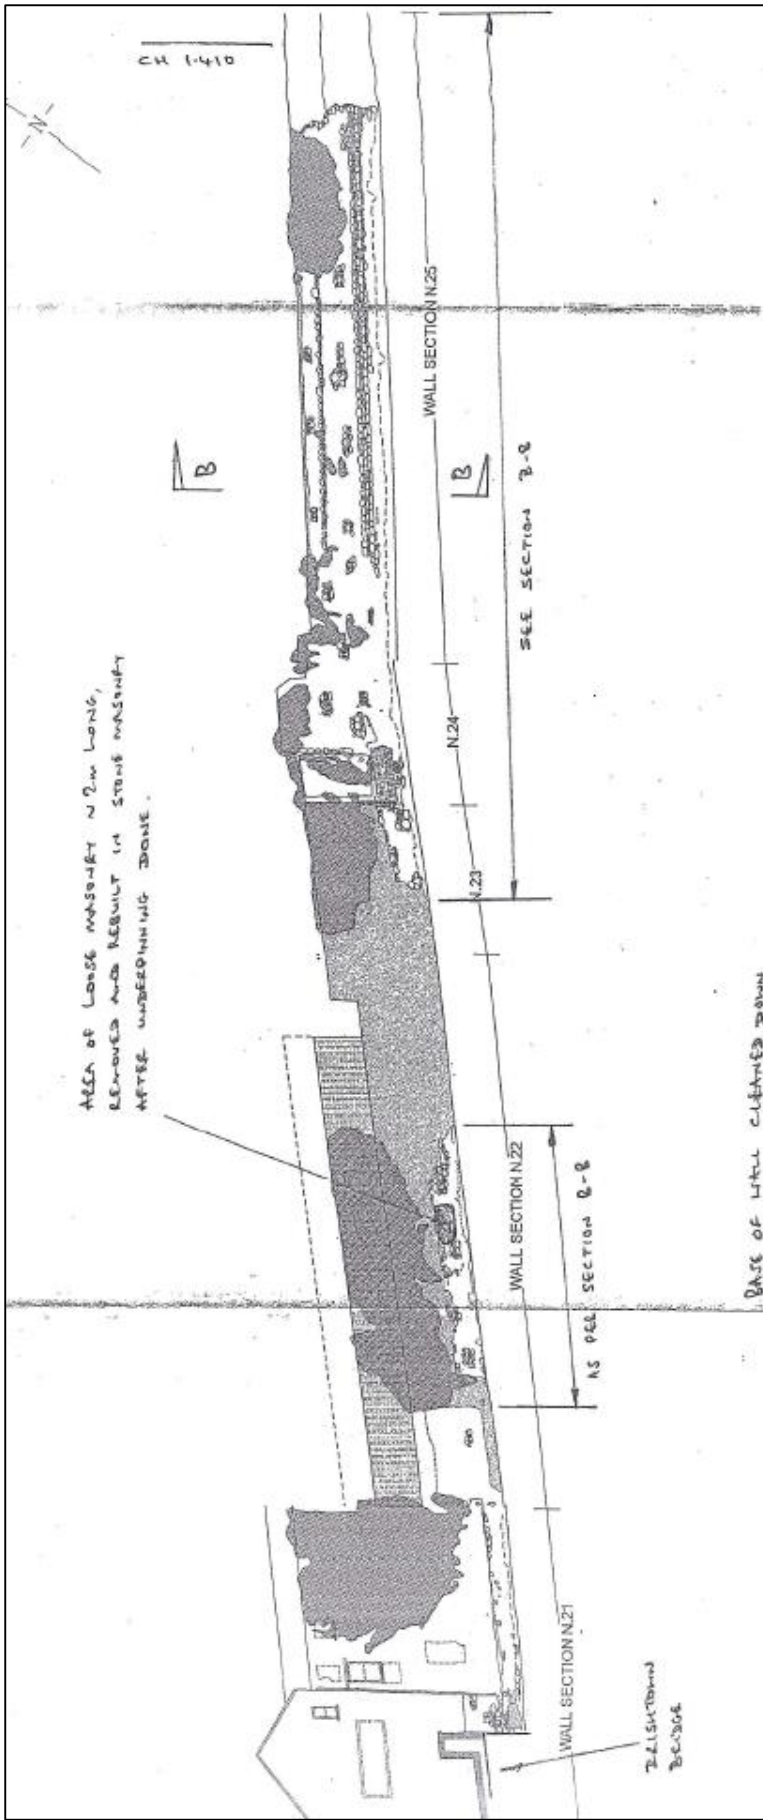 CH 1.410
-N-
B
WALL SECTION N.25
B
SEE SECTION B-B
AREA OF LOOSE MASONRY ~2m LONG,
REMOVED AND REBUILT IN STONE MASONRY
AFTER UNDERPINNING DONE.
N.24
N.23
WALL SECTION N.22
AS PER SECTION B-B
BASE OF WALL CLEANED DOWN
WALL SECTION N.21
IRISHTOWN
BRIDGE